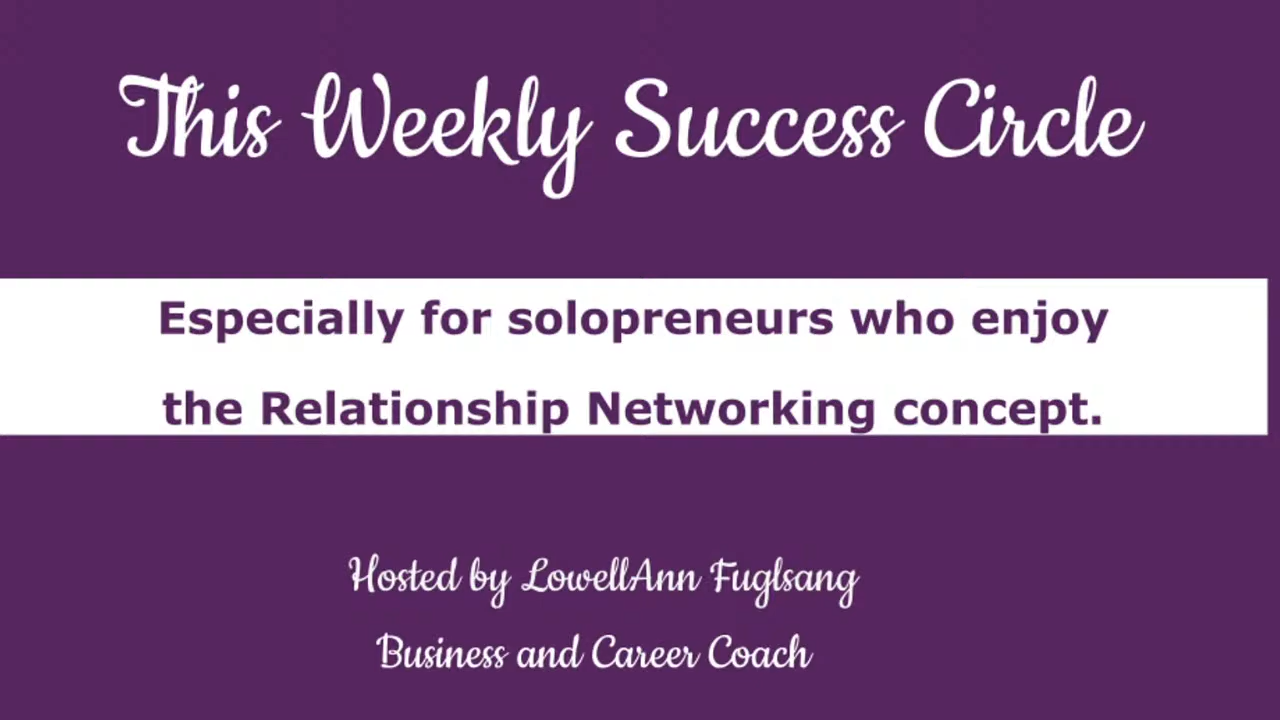 This Weekly Success Circle
Especially for solopreneurs who enjoy
the Relationship Networking concept.
Hosted by LowellAnn Fuglsang
Business and Career Coach